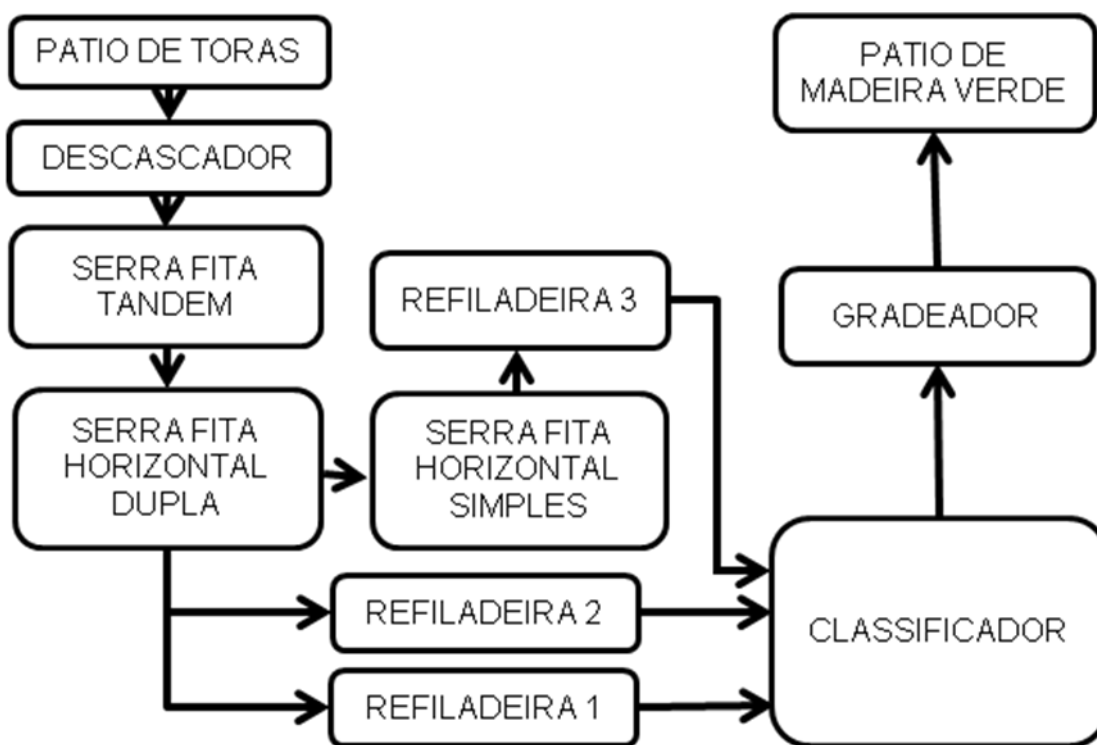 PATIO DE TORAS
DESCASCADOR
SERRA FITA
TANDEM
SERRA FITA
HORIZONTAL
DUPLA
SERRA FITA
HORIZONTAL
SIMPLES
REFILADEIRA 3
REFILADEIRA 2
REFILADEIRA 1
CLASSIFICADOR
GRADEADOR
PATIO DE
MADEIRA VERDE